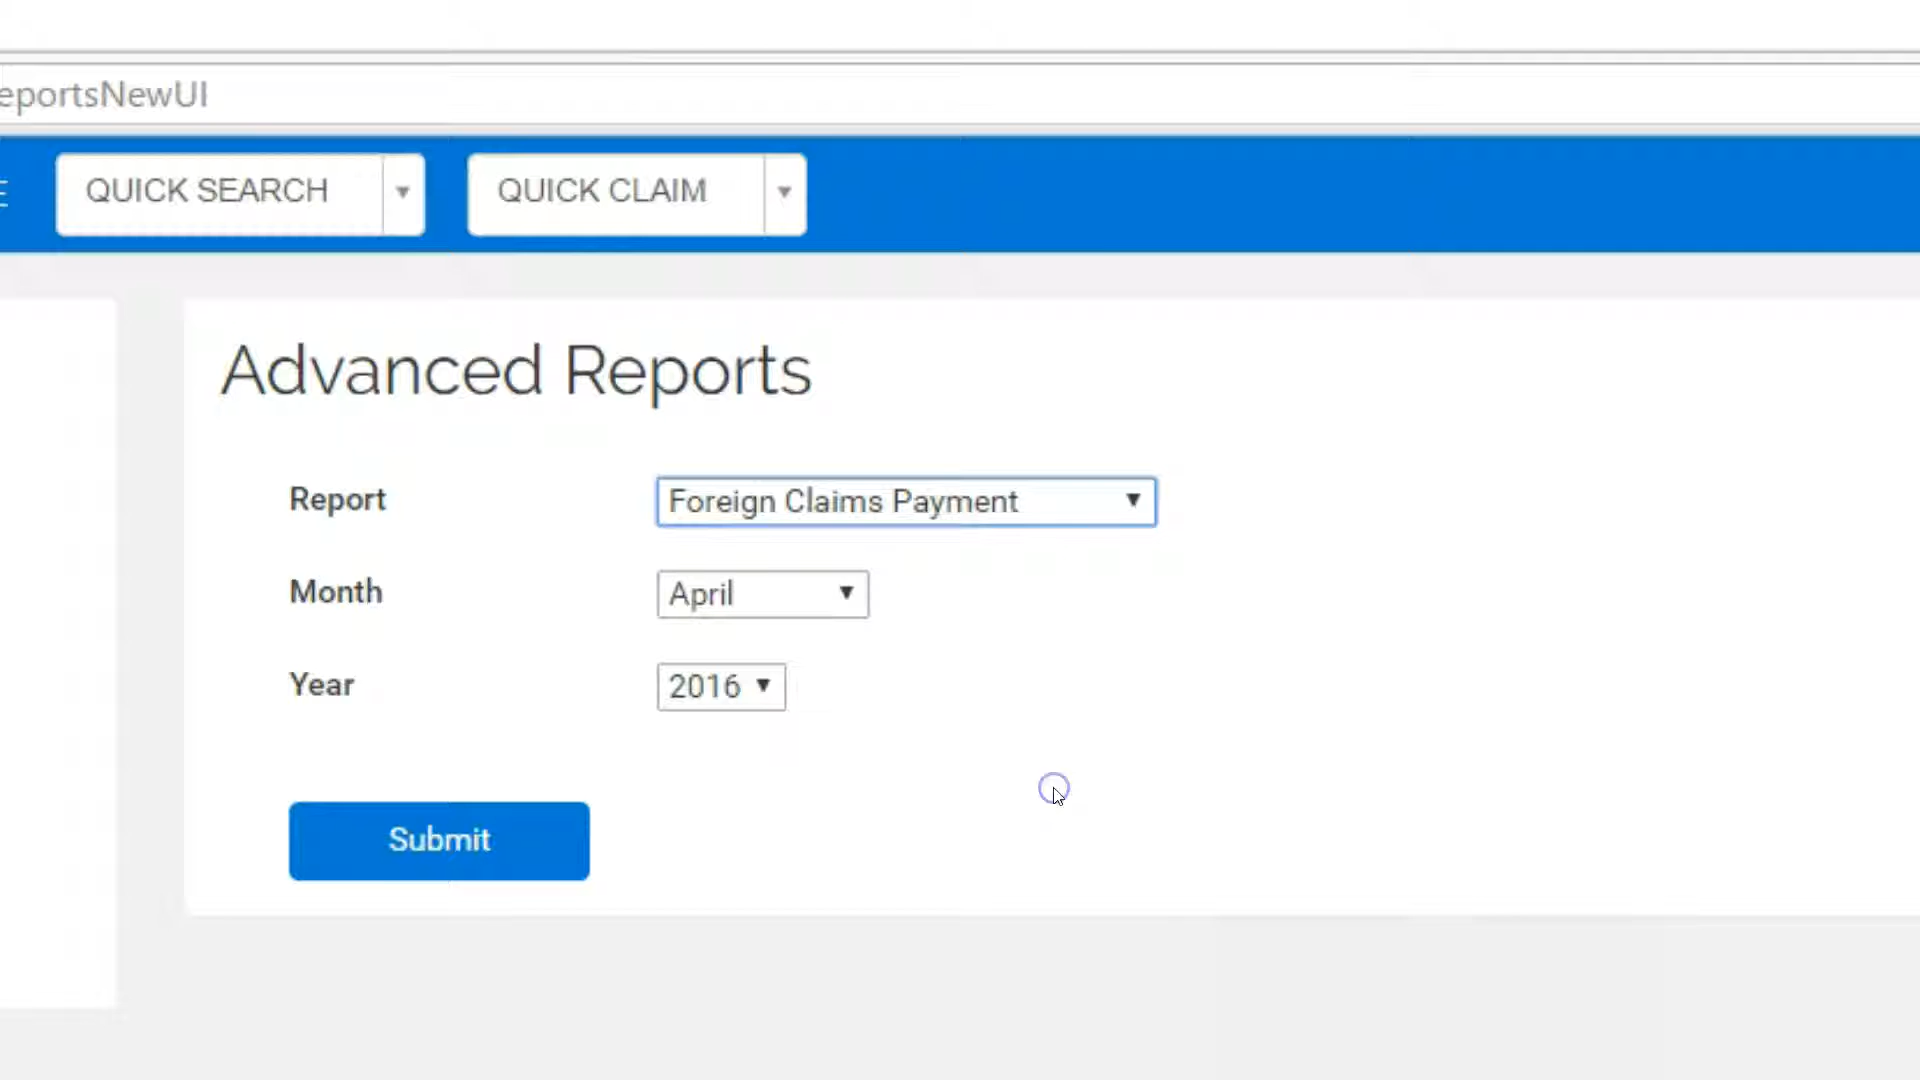 eportsNewUI
E QUICK SEARCH QUICK CLAIM
Advanced Reports
Report Foreign Claims Payment
Month April
Year 2016
Submit